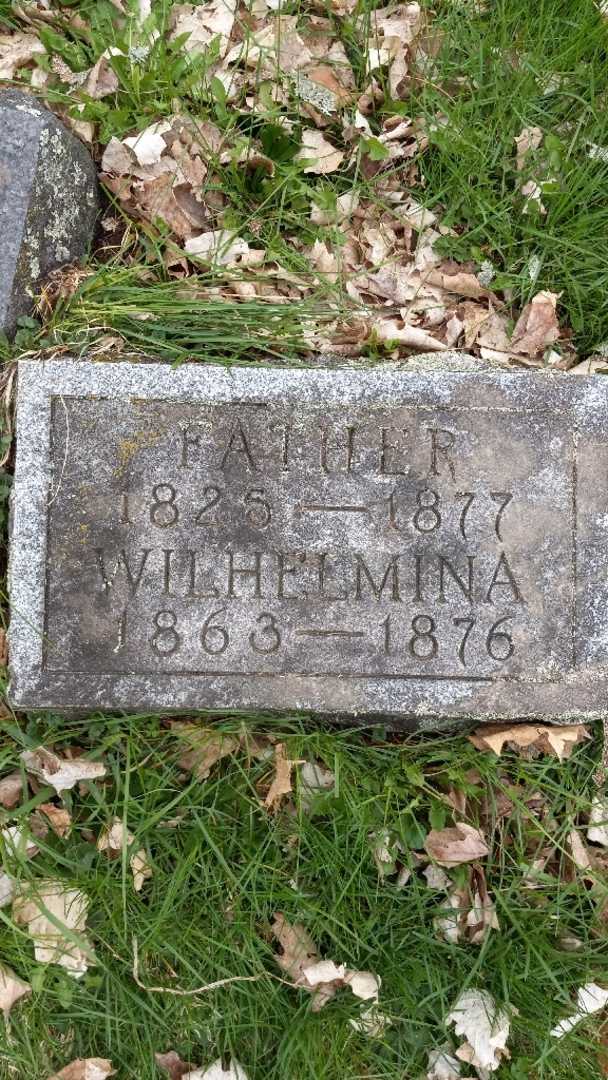 FATHER
1825 — 1877
WILHELMINA
1863 — 1876